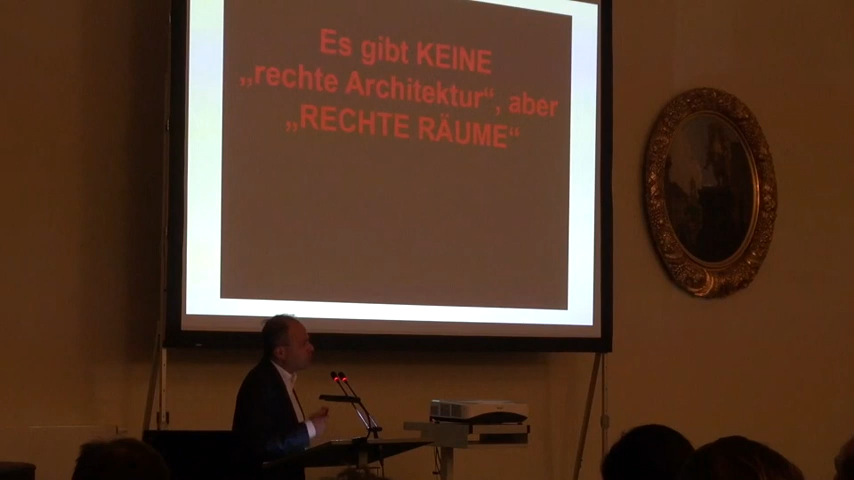 Es gibt KEINE
„rechte Architektur“, aber
„RECHTE RÄUME“